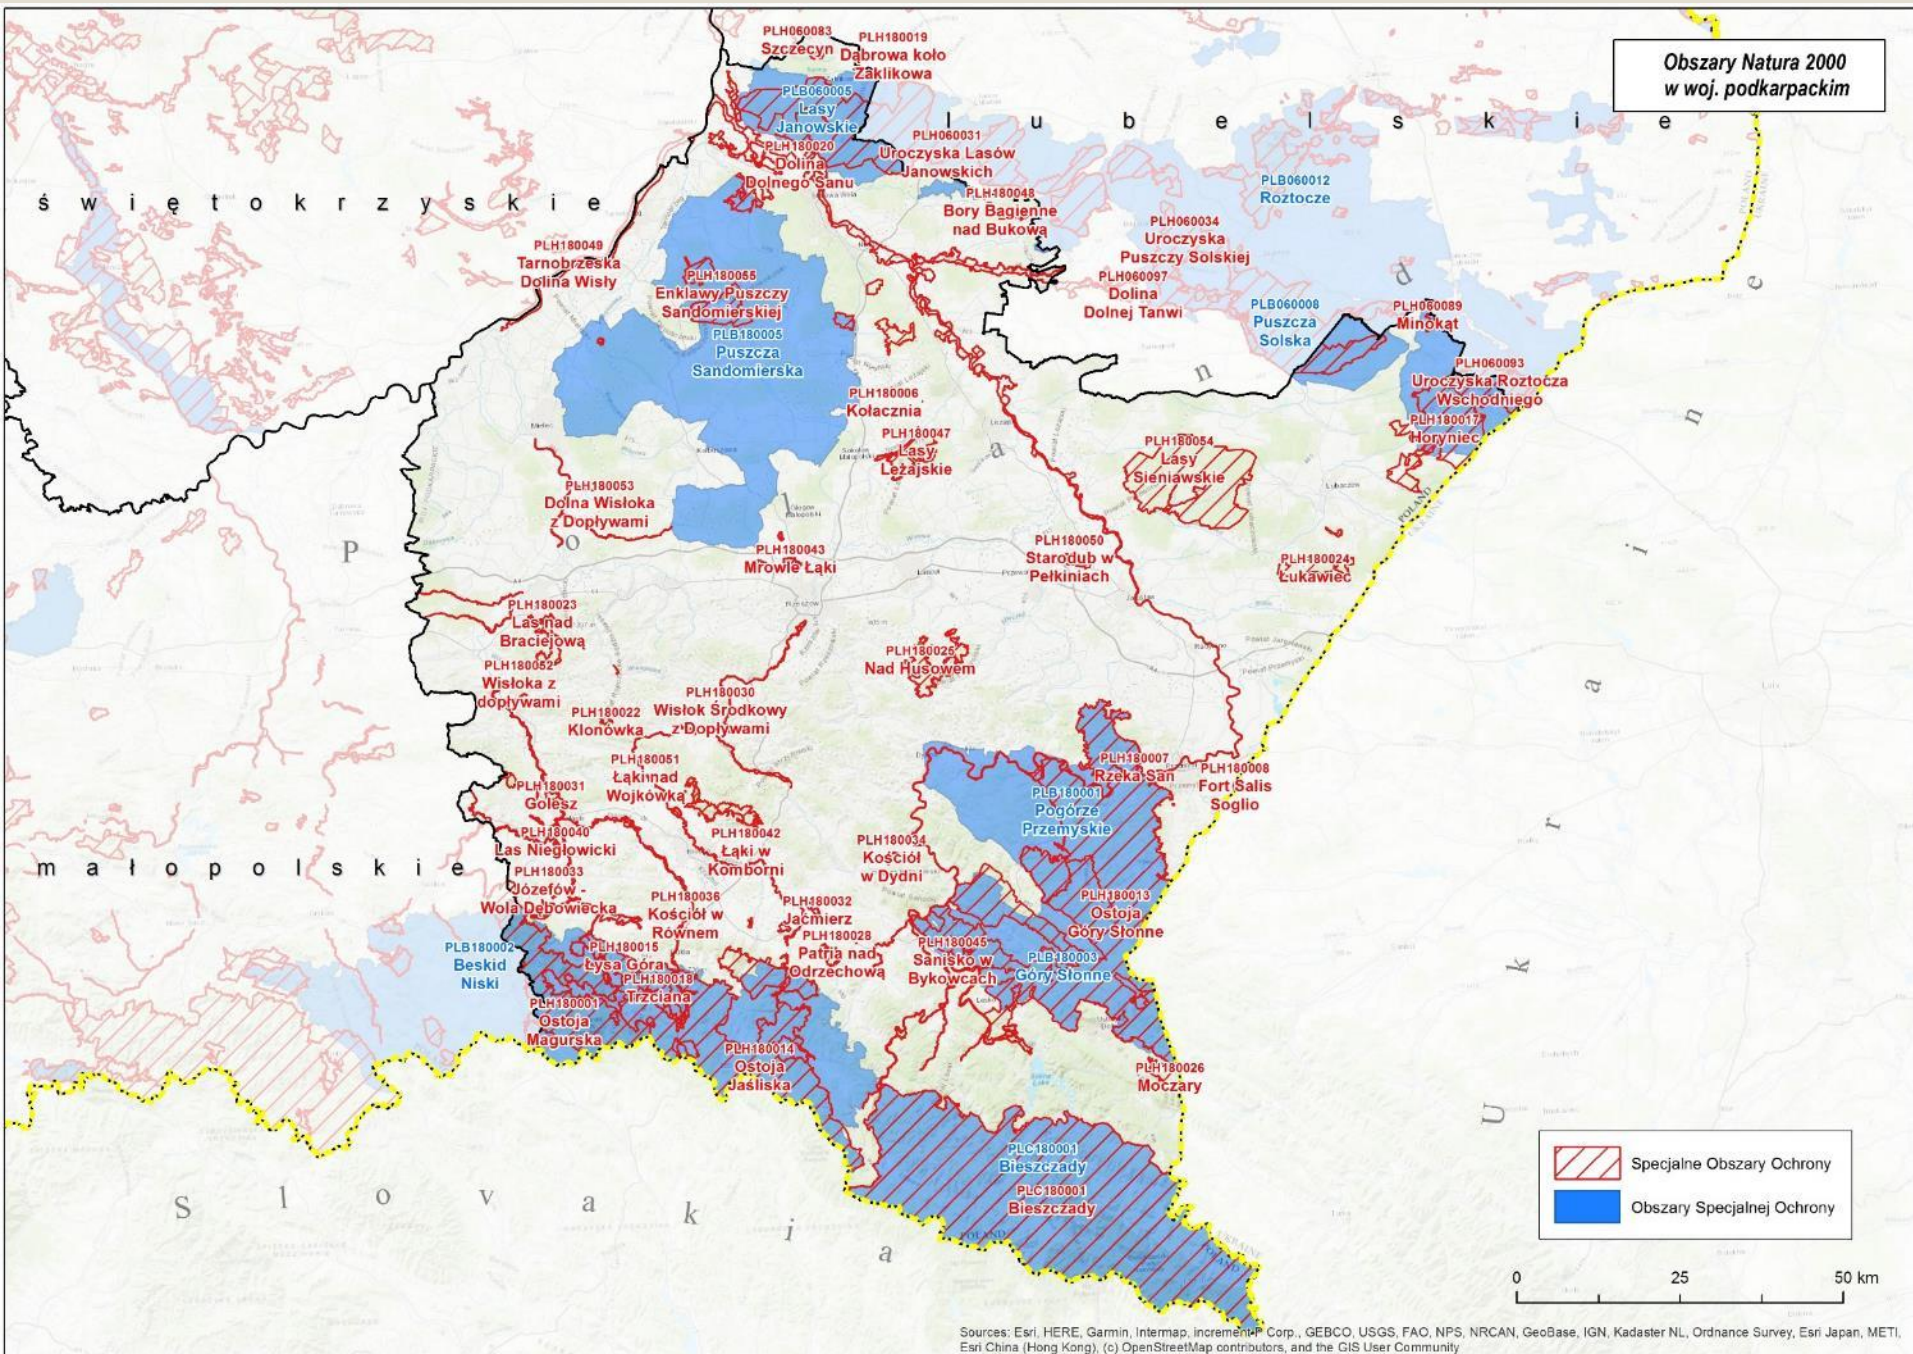 Obszary Natura 2000
w woj. podkarpackim
PLH060083
Szczecyn
PLH180019
Dąbrowa koło
Zaklikowa
PLB060005
Lasy
Janowskie
l u b e l s k i e
PLH060031
Uroczyska Lasów
Janowskich
PLH180020
Dolina
Dolnego Sanu
PLB060012
Roztocze
ś w i ę t o k r z y s k i e
PLH180048
Bory Bagienne
nad Bukową
PLH060034
Uroczyska
Puszczy Solskiej
PLH180049
Tarnobrzeska
Dolina Wisły
PLH180055
Enklawy Puszczy
Sandomierskiej
PLH060097
Dolina
Dolnej Tanwi
PLB060008
Puszcza
Solska
PLH060089
Minokąt
PLB180005
Puszcza
Sandomierska
PLH060093
Uroczyska Roztocza
Wschodniego
PLH180006
Kołacznia
PLH180017
Horyniec
PLH180047
Lasy
Leżajskie
PLH180054
Lasy
Sieniawskie
PLH180053
Dolna Wisłoka
z Dopływami
P o l a n d
PLH180043
Mrowle Łąki
PLH180050
Starodub w
Pełkiniach
PLH180024
Łukawiec
PLH180023
Las nad
Braciejową
PLH180025
Nad Husowem
PLH180052
Wisłoka z
dopływami
PLH180030
Wisłok Środkowy
z Dopływami
PLH180022
Klonówka
PLH180051
Łąki nad
Wojkówką
PLH180007
Rzeka San
PLH180008
Fort Salis
Soglio
PLH180031
Golesz
PLB180001
Pogórze
Przemyskie
PLH180040
Las Niegłowicki
PLH180042
Łąki w
Komborni
PLH180034
Kościół
w Dydni
m a ł o p o l s k i e
PLH180033
Józefów -
Wola Dębowiecka
PLH180036
Kościół w
Równem
PLH180032
Jaćmierz
PLH180013
Ostoja
Góry Słonne
PLB180002
Beskid
Niski
PLH180015
Łysa Góra
PLH180028
Patria nad
Odrzechową
PLH180045
Sanisko w
Bykowcach
PLB180003
Góry Słonne
PLH180018
Trzciana
PLH180001
Ostoja
Magurska
PLH180014
Ostoja
Jaśliska
PLH180026
Moczary
U k r a i n e
PLC180001
Bieszczady
PLC180001
Bieszczady
S l o v a k i a
POLAND
UKRAINE
POLAND
Specjalne Obszary Ochrony
Obszary Specjalnej Ochrony
0 25 50 km
Sources: Esri, HERE, Garmin, Intermap, increment P Corp., GEBCO, USGS, FAO, NPS, NRCAN, GeoBase, IGN, Kadaster NL, Ordnance Survey, Esri Japan, METI,
Esri China (Hong Kong), (c) OpenStreetMap contributors, and the GIS User Community